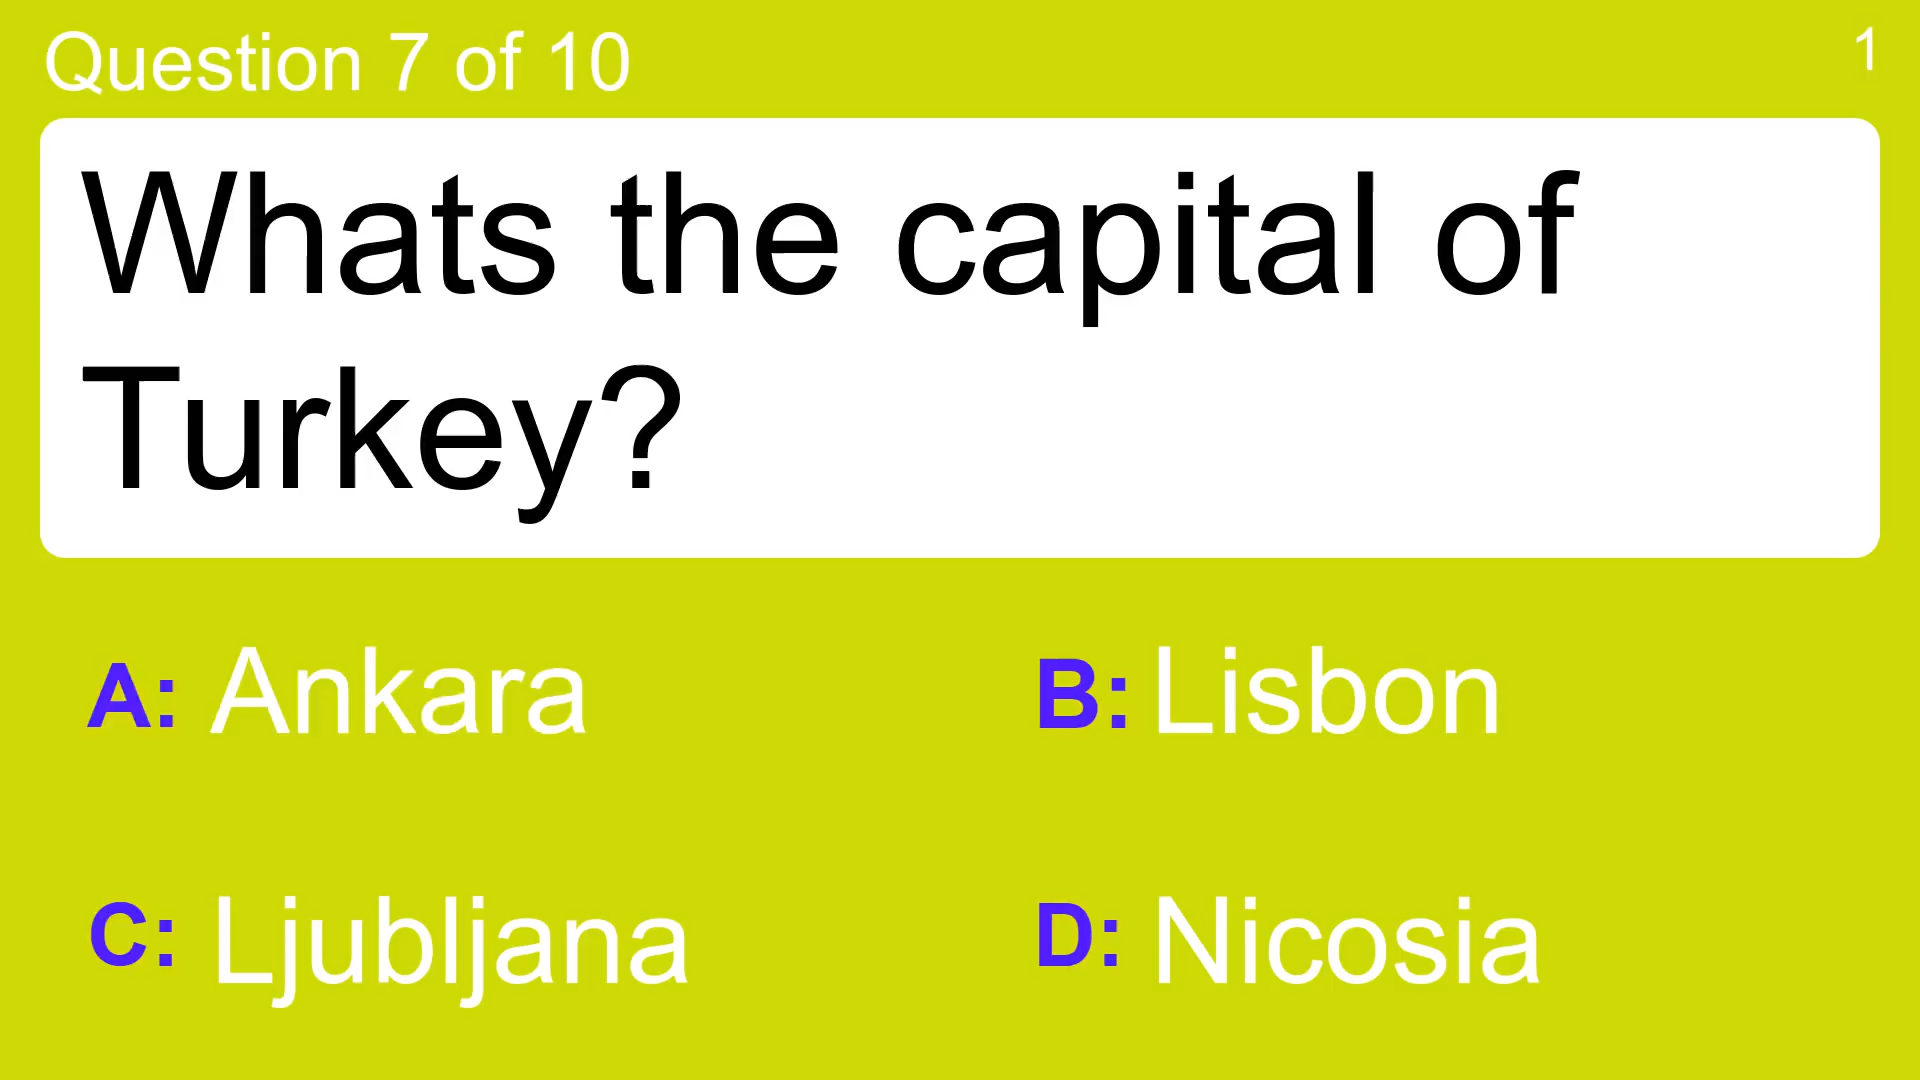 Question 7 of 10
1
Whats the capital of
Turkey?
A: Ankara
B: Lisbon
C: Ljubljana
D: Nicosia